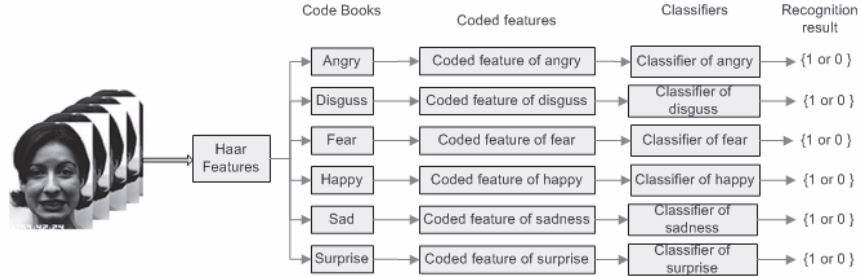 Code Books
Coded features
Classifiers
Recognition
result
Angry
Coded feature of angry
Classifier of angry
{1 or 0 }
Disguss
Coded feature of disguss
Classifier of
disguss
{1 or 0 }
Haar
Features
Fear
Coded feature of fear
Classifier of fear
{1 or 0 }
Happy
Coded feature of happy
Classifier of happy
{1 or 0 }
Sad
Coded feature of sadness
Classifier of
sadness
{1 or 0 }
Surprise
Coded feature of surprise
Classifier of
surprise
{1 or 0 }